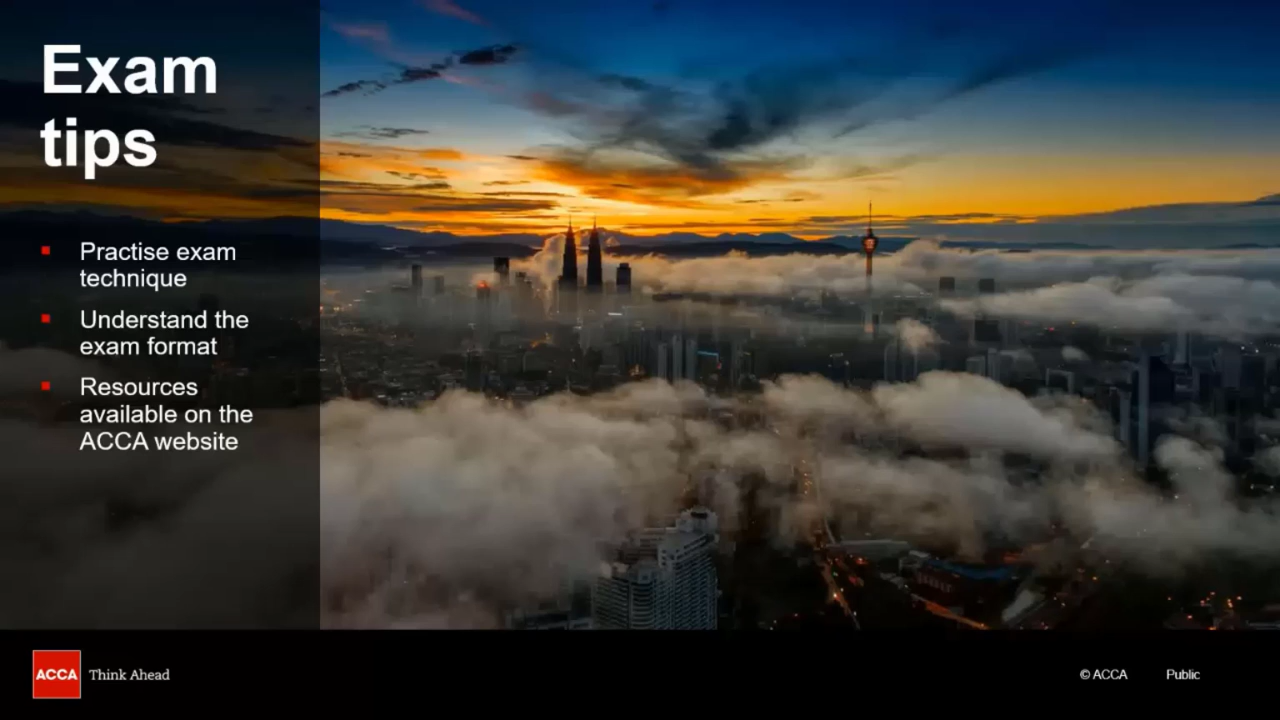 Exam
tips
Practise exam
technique
Understand the
exam format
Resources
available on the
ACCA website
ACCA Think Ahead
© ACCA Public